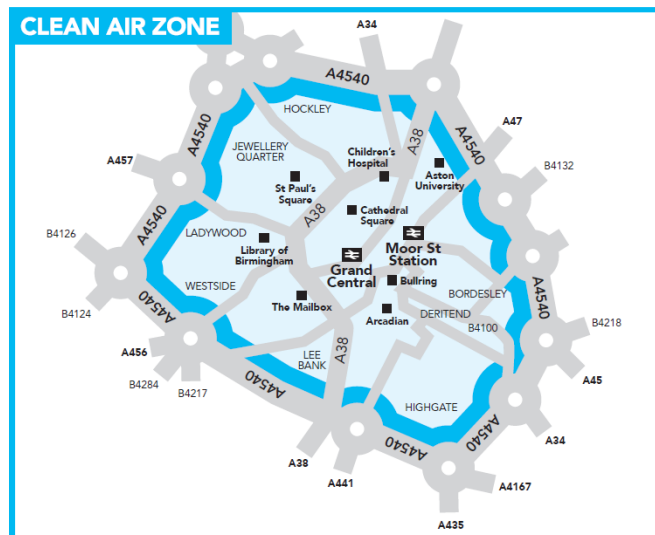 CLEAN AIR ZONE
A34
A4540
HOCKLEY
A38
A4540
A47
A4540
JEWELLERY
QUARTER
Children's
Hospital
B4132
A457
Aston
University
St Paul's
Square
A38
Cathedral
Square
A4540
B4126
LADYWOOD
Library of
Birmingham
Moor St
Station
Grand
Central
Bullring
WESTSIDE
BORDESLEY
A4540
The Mailbox
Arcadian
DERITEND
B4124
A4540
B4100
B4218
A456
LEE
BANK
A38
A45
B4284
B4217
A4540
HIGHGATE
A34
A4540
A4540
A38
A441
A4167
A435